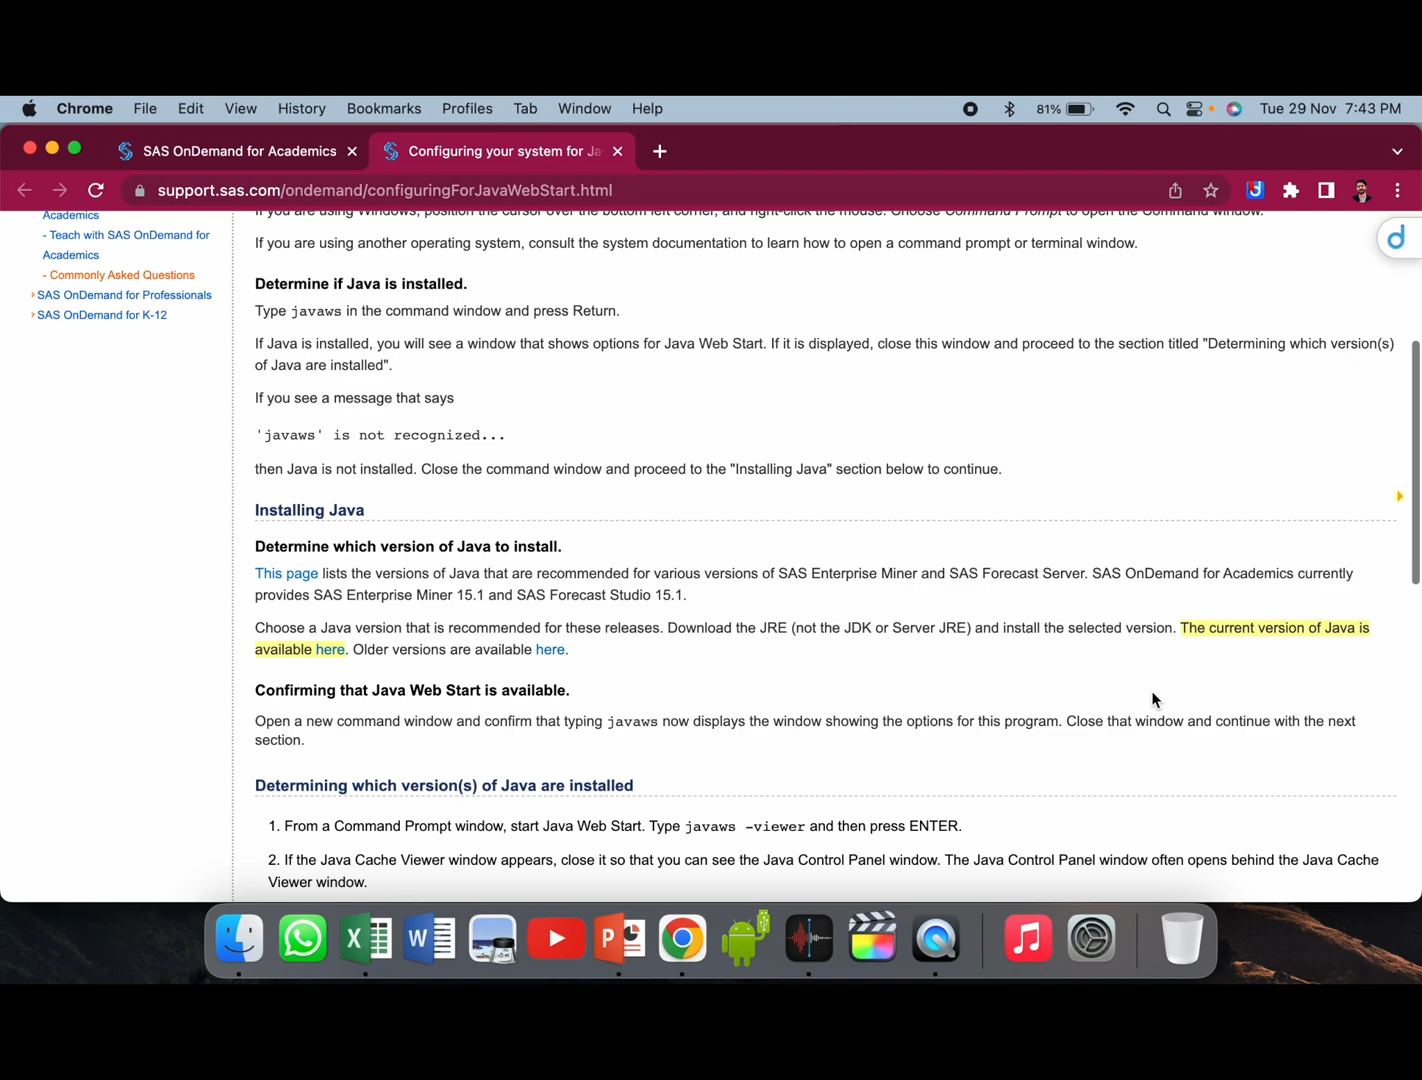 Chrome File Edit View History Bookmarks Profiles Tab Window Help 81% Tue 29 Nov 7:43 PM
SAS OnDemand for Academics Configuring your system for Ja
support.sas.com/ondemand/configuringForJavaWebStart.html
Academics
- Teach with SAS OnDemand for
Academics
- Commonly Asked Questions
SAS OnDemand for Professionals
SAS OnDemand for K-12
If you are using Windows, position the cursor over the bottom left corner, and right-click the mouse. Choose Command Prompt to open the Command window.
If you are using another operating system, consult the system documentation to learn how to open a command prompt or terminal window.
Determine if Java is installed.
Type javaws in the command window and press Return.
If Java is installed, you will see a window that shows options for Java Web Start. If it is displayed, close this window and proceed to the section titled "Determining which version(s)
of Java are installed".
If you see a message that says
'javaws' is not recognized...
then Java is not installed. Close the command window and proceed to the "Installing Java" section below to continue.
Installing Java
Determine which version of Java to install.
This page lists the versions of Java that are recommended for various versions of SAS Enterprise Miner and SAS Forecast Server. SAS OnDemand for Academics currently
provides SAS Enterprise Miner 15.1 and SAS Forecast Studio 15.1.
Choose a Java version that is recommended for these releases. Download the JRE (not the JDK or Server JRE) and install the selected version. The current version of Java is
available here. Older versions are available here.
Confirming that Java Web Start is available.
Open a new command window and confirm that typing javaws now displays the window showing the options for this program. Close that window and continue with the next
section.
Determining which version(s) of Java are installed
1. From a Command Prompt window, start Java Web Start. Type javaws -viewer and then press ENTER.
2. If the Java Cache Viewer window appears, close it so that you can see the Java Control Panel window. The Java Control Panel window often opens behind the Java Cache
Viewer window.